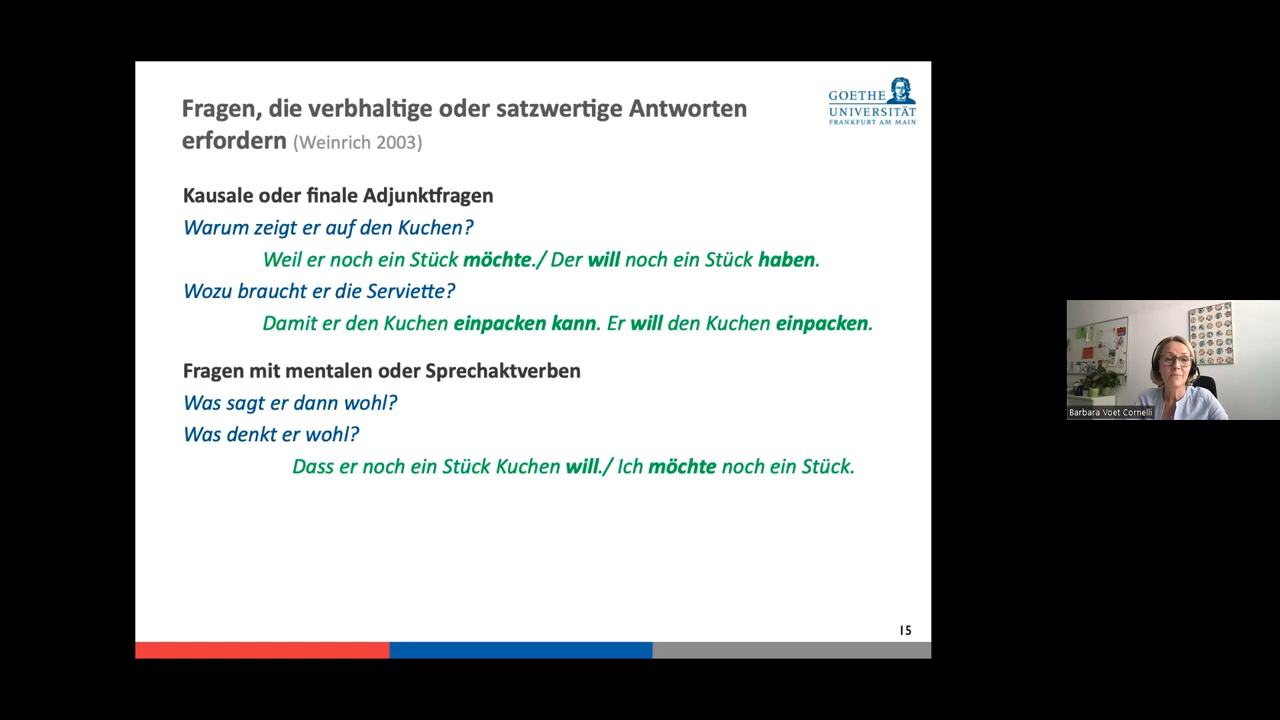 Fragen, die verbhaltige oder satzwertige Antworten
erfordern (Weinrich 2003)
GOETHE
UNIVERSITÄT
FRANKFURT AM MAIN
Kausale oder finale Adjunktfragen
Warum zeigt er auf den Kuchen?
Weil er noch ein Stück möchte./ Der will noch ein Stück haben.
Wozu braucht er die Serviette?
Damit er den Kuchen einpacken kann. Er will den Kuchen einpacken.
Fragen mit mentalen oder Sprechaktverben
Was sagt er dann wohl?
Was denkt er wohl?
Dass er noch ein Stück Kuchen will./ Ich möchte noch ein Stück.
15
Barbara Voet Cornelli